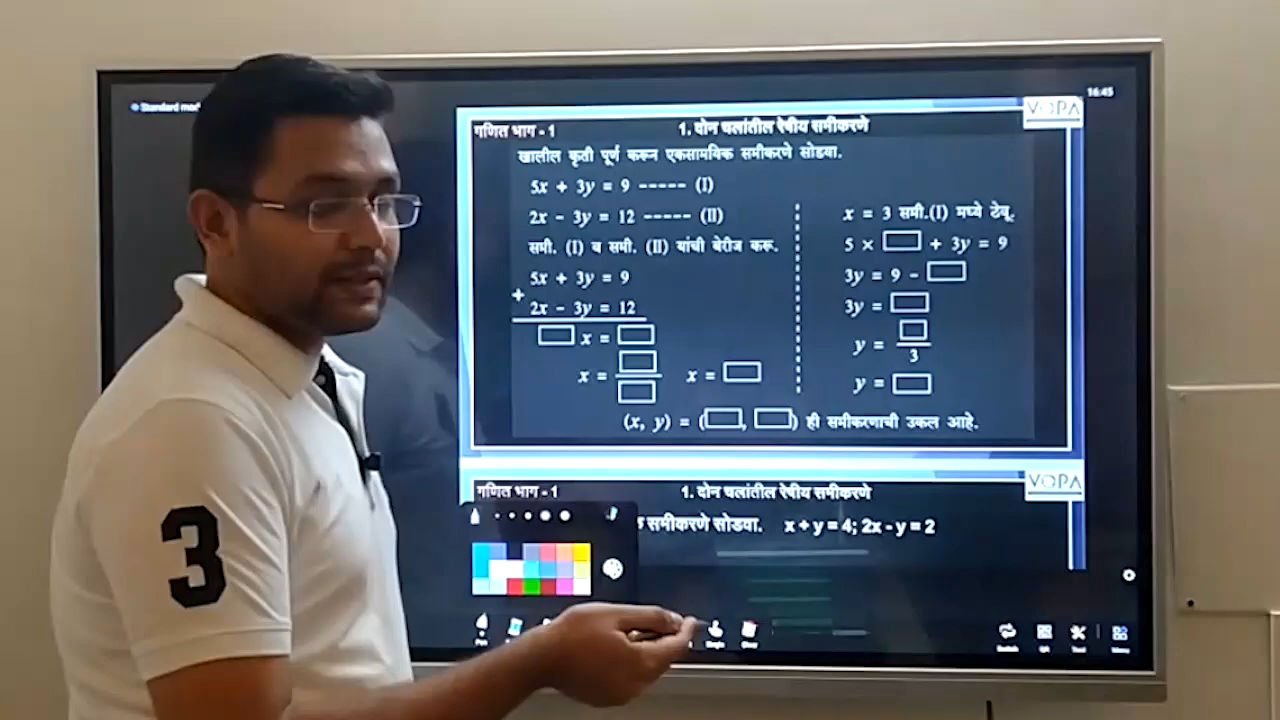 Standard
16:45
VOPA
गणित भाग - 1
1. दोन चलांतील रेषीय समीकरणे
खालील कृती पूर्ण करून एकसामयिक समीकरणे सोडवा.
5x + 3y = 9 ----- (I)
2x - 3y = 12 ----- (II)
समी. (I) व समी. (II) यांची बेरीज करू.
5x + 3y = 9
+
2x - 3y = 12
□ x = □
x = □/□ x = □
x = 3 समी.(I) मध्ये ठेवू.
5 × □ + 3y = 9
3y = 9 - □
3y = □
y = □/3
y = □
(x, y) = (□, □) ही समीकरणाची उकल आहे.
गणित भाग - 1
1. दोन चलांतील रेषीय समीकरणे
VOPA
समीकरणे सोडवा. x + y = 4; 2x - y = 2
3